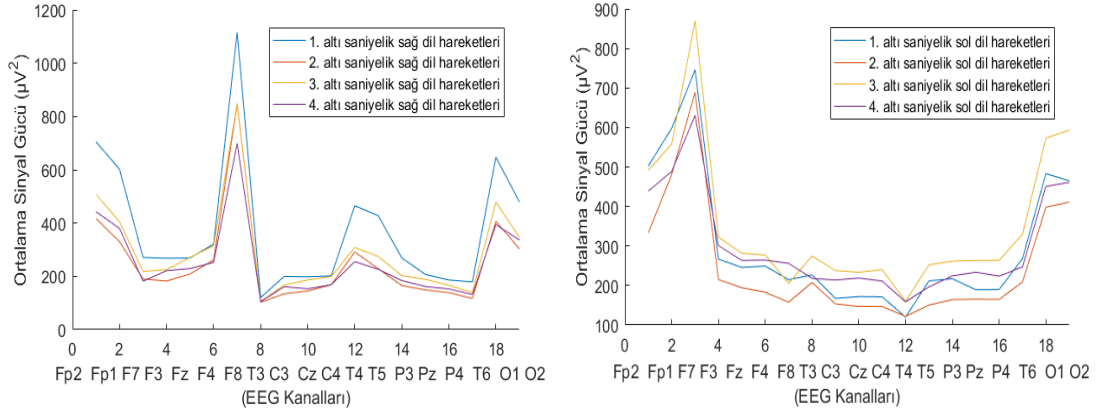 1200
1000
800
600
400
200
0
Ortalama Sinyal Gücü (µV²)
1. altı saniyelik sağ dil hareketleri
2. altı saniyelik sağ dil hareketleri
3. altı saniyelik sağ dil hareketleri
4. altı saniyelik sağ dil hareketleri
0 2 4 6 8 10 12 14 16 18
Fp2 Fp1 F7 F3 Fz F4 F8 T3 C3 Cz C4 T4 T5 P3 Pz P4 T6 O1 O2
(EEG Kanalları)
900
800
700
600
500
400
300
200
100
Ortalama Sinyal Gücü (µV²)
1. altı saniyelik sol dil hareketleri
2. altı saniyelik sol dil hareketleri
3. altı saniyelik sol dil hareketleri
4. altı saniyelik sol dil hareketleri
0 2 4 6 8 10 12 14 16 18
Fp2 Fp1 F7 F3 Fz F4 F8 T3 C3 Cz C4 T4 T5 P3 Pz P4 T6 O1 O2
(EEG Kanalları)